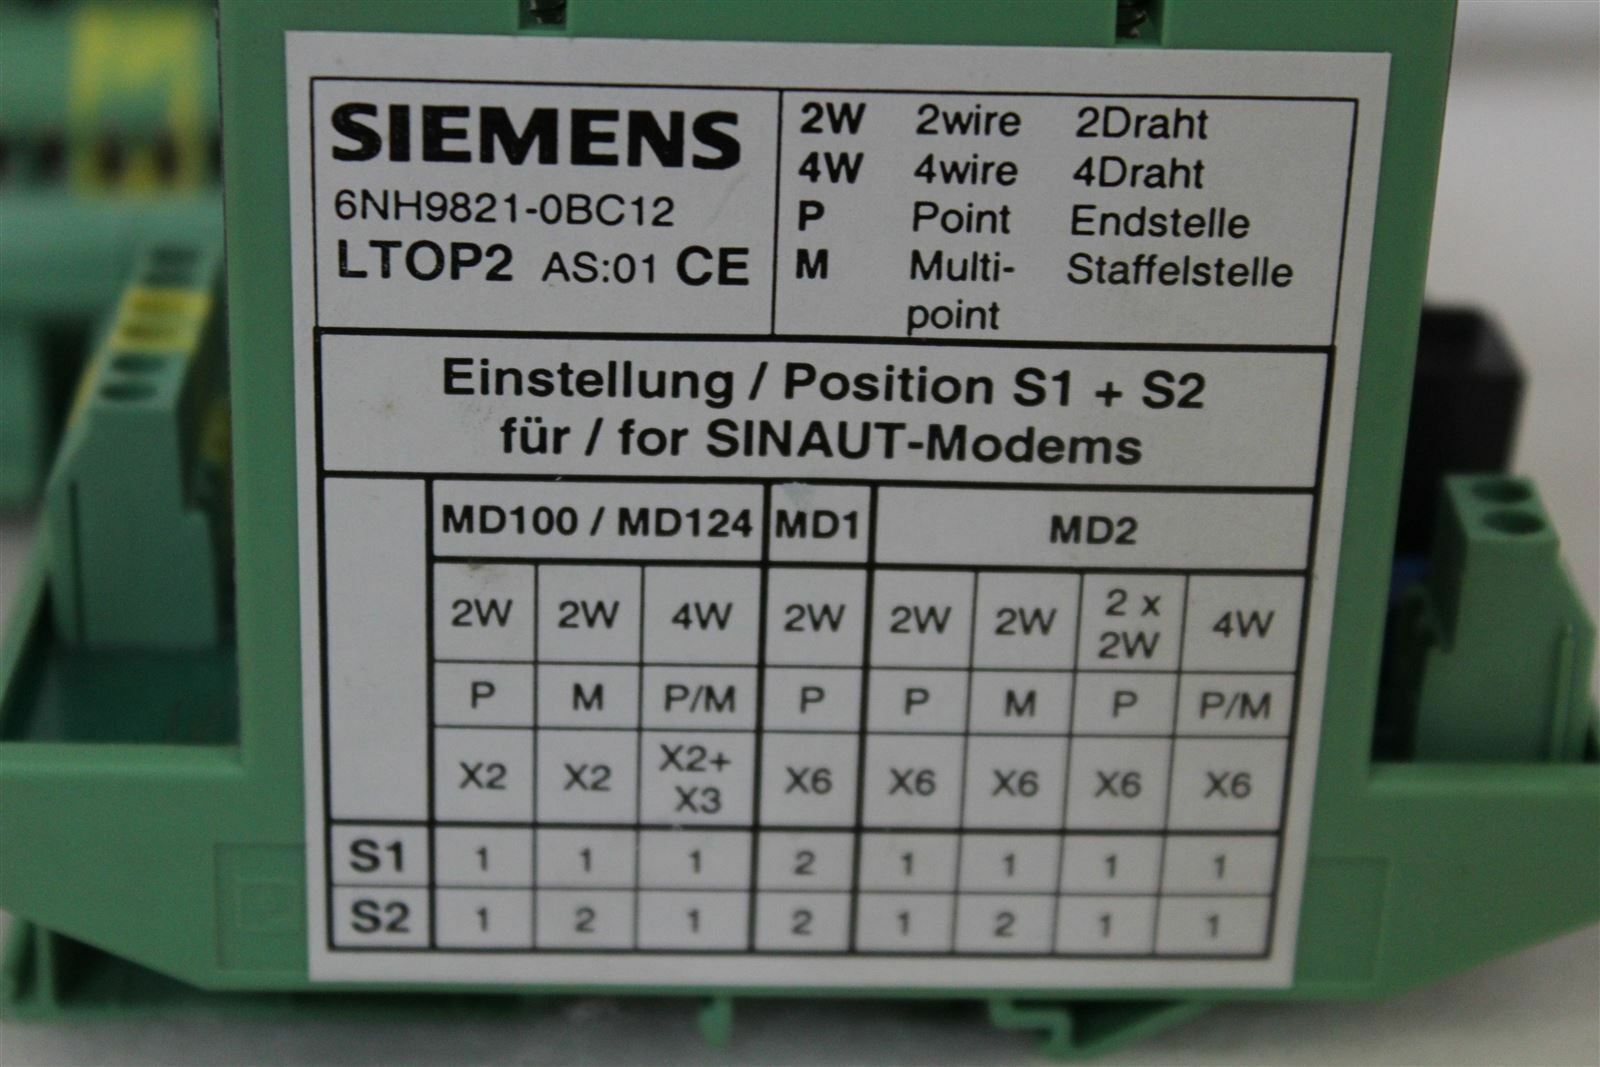 SIEMENS
6NH9821-0BC12
LTOP2 AS:01 CE
2W 2wire 2Draht
4W 4wire 4Draht
P Point Endstelle
M Multi- Staffelstelle
point
Einstellung / Position S1 + S2
für / for SINAUT-Modems
MD100 / MD124 MD1 MD2
2W 2W 4W 2W 2W 2W 2 x 2W 4W
P M P/M P P M P P/M
X2 X2 X2+ X3 X6 X6 X6 X6 X6
S1 1 1 1 2 1 1 1 1
S2 1 2 1 2 1 2 1 1